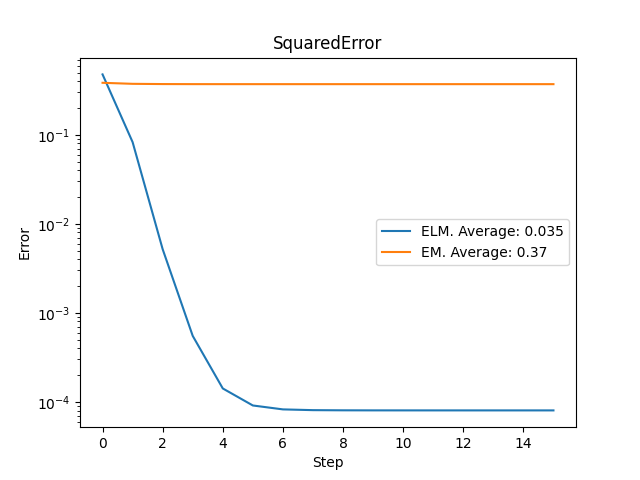 SquaredError
10⁻¹
10⁻²
10⁻³
10⁻⁴
Error
ELM. Average: 0.035
EM. Average: 0.37
0 2 4 6 8 10 12 14
Step